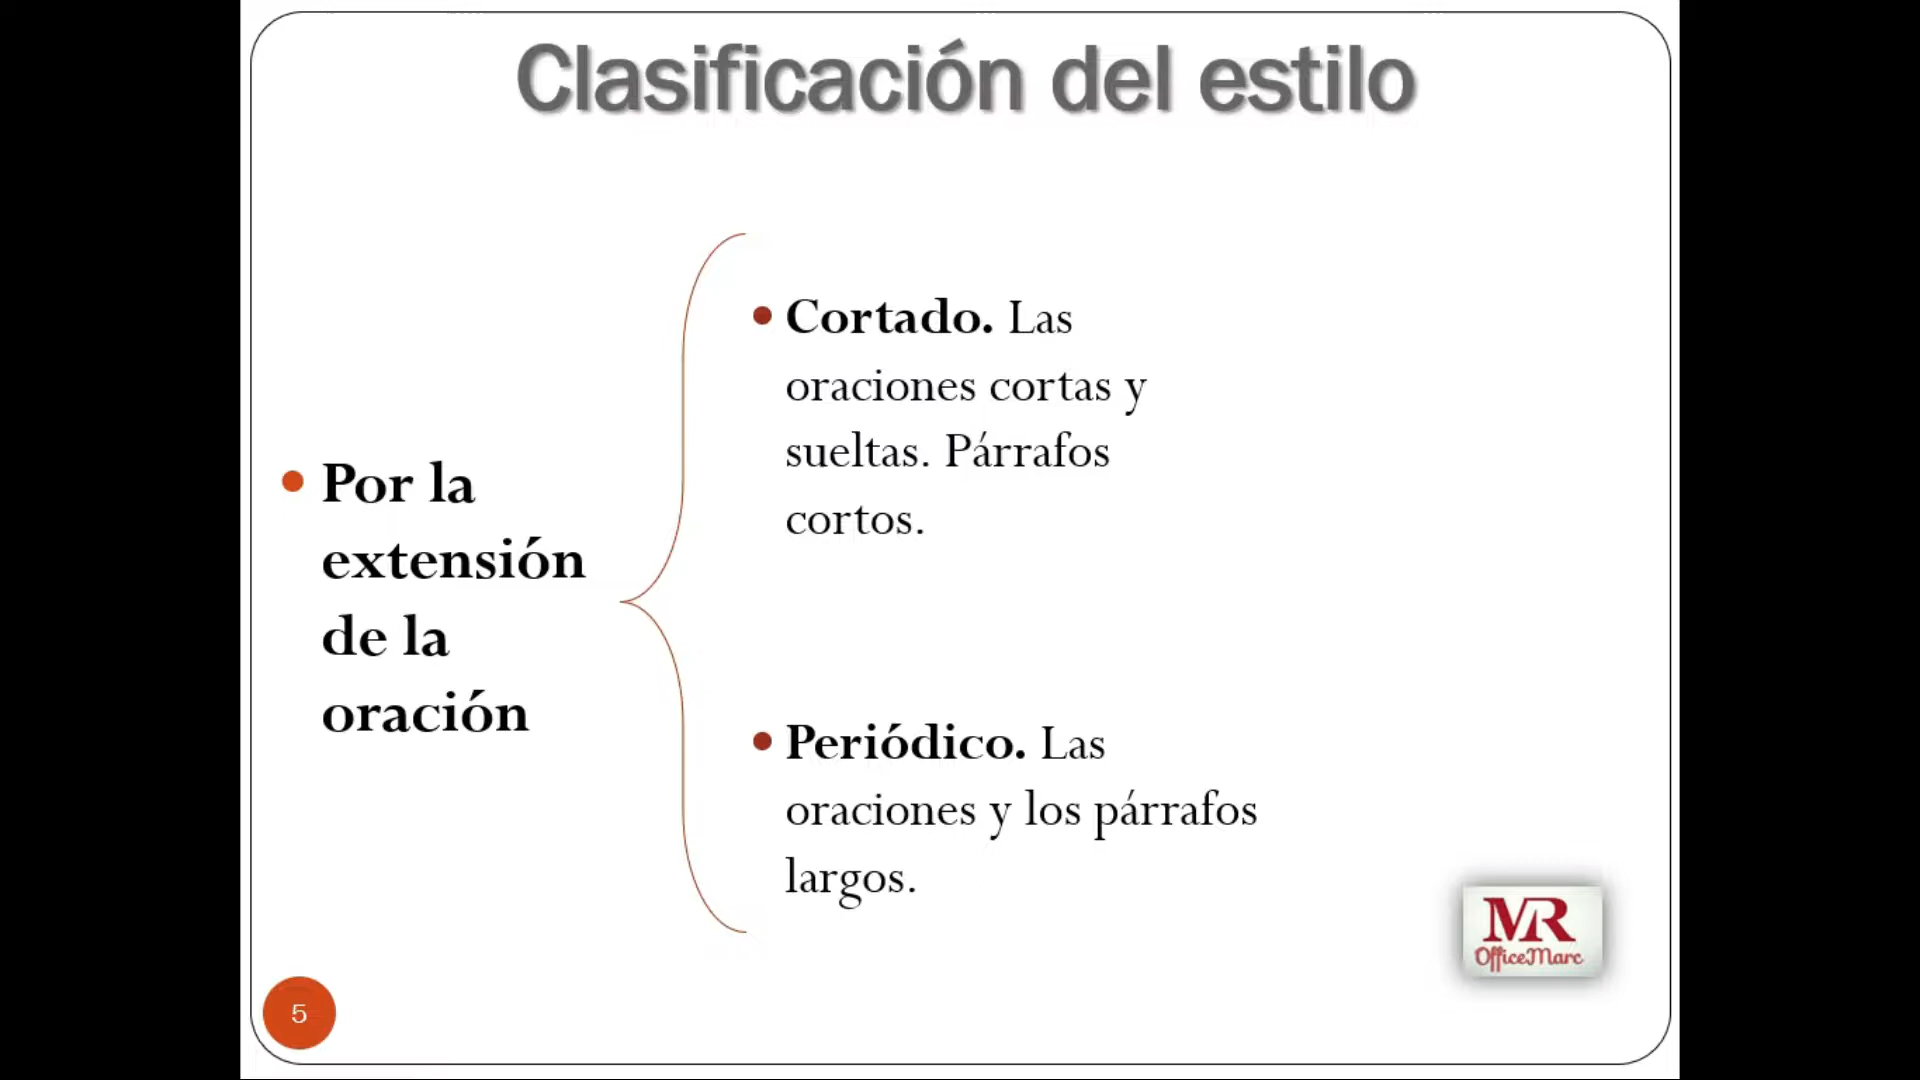 Clasificación del estilo
Por la
extensión
de la
oración
Cortado. Las
oraciones cortas y
sueltas. Párrafos
cortos.
Periódico. Las
oraciones y los párrafos
largos.
MR
OfficeMarc
5